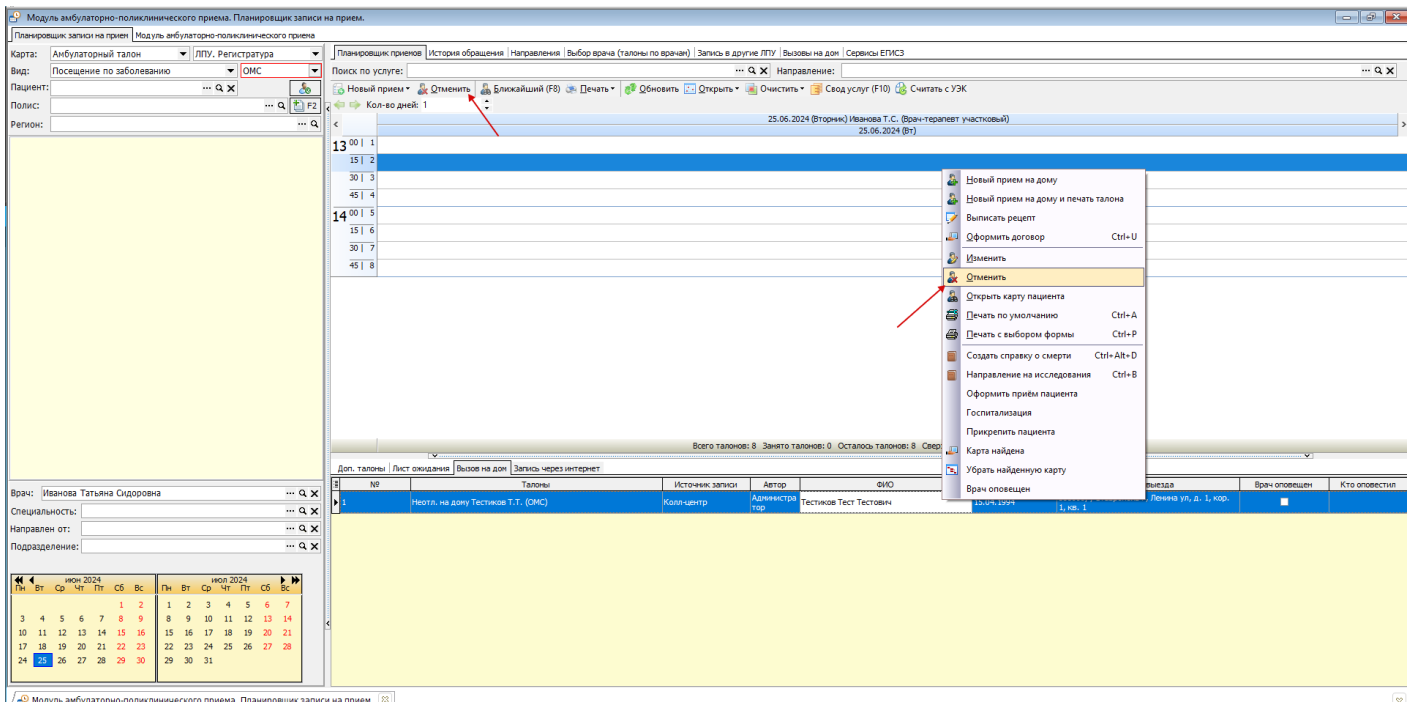 Модуль амбулаторно-поликлинического приема. Планировщик записи на прием.
Планировщик записи на прием Модуль амбулаторно-поликлинического приема
Карта: Амбулаторный талон ЛПУ. Регистратура
Вид: Посещение по заболеванию ОМС
Пациент:
Полис: F2
Регион:
Планировщик приемов История обращения Направления Выбор врача (талоны по врачам) Запись в другие ЛПУ Вызовы на дом Сервисы ЕГИСЗ
Поиск по услуге: Направление:
Новый прием Отменить Ближайший (F8) Печать Обновить Открыть Очистить Свод услуг (F10) Считать с УЭК
Кол-во дней: 1
25.06.2024 (Вторник) Иванова Т.С. (Врач-терапевт участковый)
25.06.2024 (Вт)
13 00 | 1
15 | 2
30 | 3
45 | 4
14 00 | 5
15 | 6
30 | 7
45 | 8
Новый прием на дому
Новый прием на дому и печать талона
Выписать рецепт
Оформить договор Ctrl+U
Изменить
Отменить
Открыть карту пациента
Печать по умолчанию Ctrl+A
Печать с выбором формы Ctrl+P
Создать справку о смерти Ctrl+Alt+D
Направление на исследования Ctrl+B
Оформить приём пациента
Госпитализация
Прикрепить пациента
Карта найдена
Убрать найденную карту
Врач оповещен
Всего талонов: 8 Занято талонов: 0 Осталось талонов: 8
Доп. талоны Лист ожидания Вызов на дом Запись через интернет
№ Талоны Источник записи Автор ФИО Врач оповещен Кто оповестил
1 Неотл. на дому Тестиков Т.Т. (ОМС) Колл-центр Администратор Тестиков Тест Тестович 15.04.1994 Ленина ул, д. 1, кор. 1, кв. 1
Врач: Иванова Татьяна Сидоровна
Специальность:
Направлен от:
Подразделение:
июн 2024 июл 2024
Пн Вт Ср Чт Пт Сб Вс Пн Вт Ср Чт Пт Сб Вс
1 2 1 2 3 4 5 6 7
3 4 5 6 7 8 9 8 9 10 11 12 13 14
10 11 12 13 14 15 16 15 16 17 18 19 20 21
17 18 19 20 21 22 23 22 23 24 25 26 27 28
24 25 26 27 28 29 30 29 30 31
Модуль амбулаторно-поликлинического приема. Планировщик записи на прием.